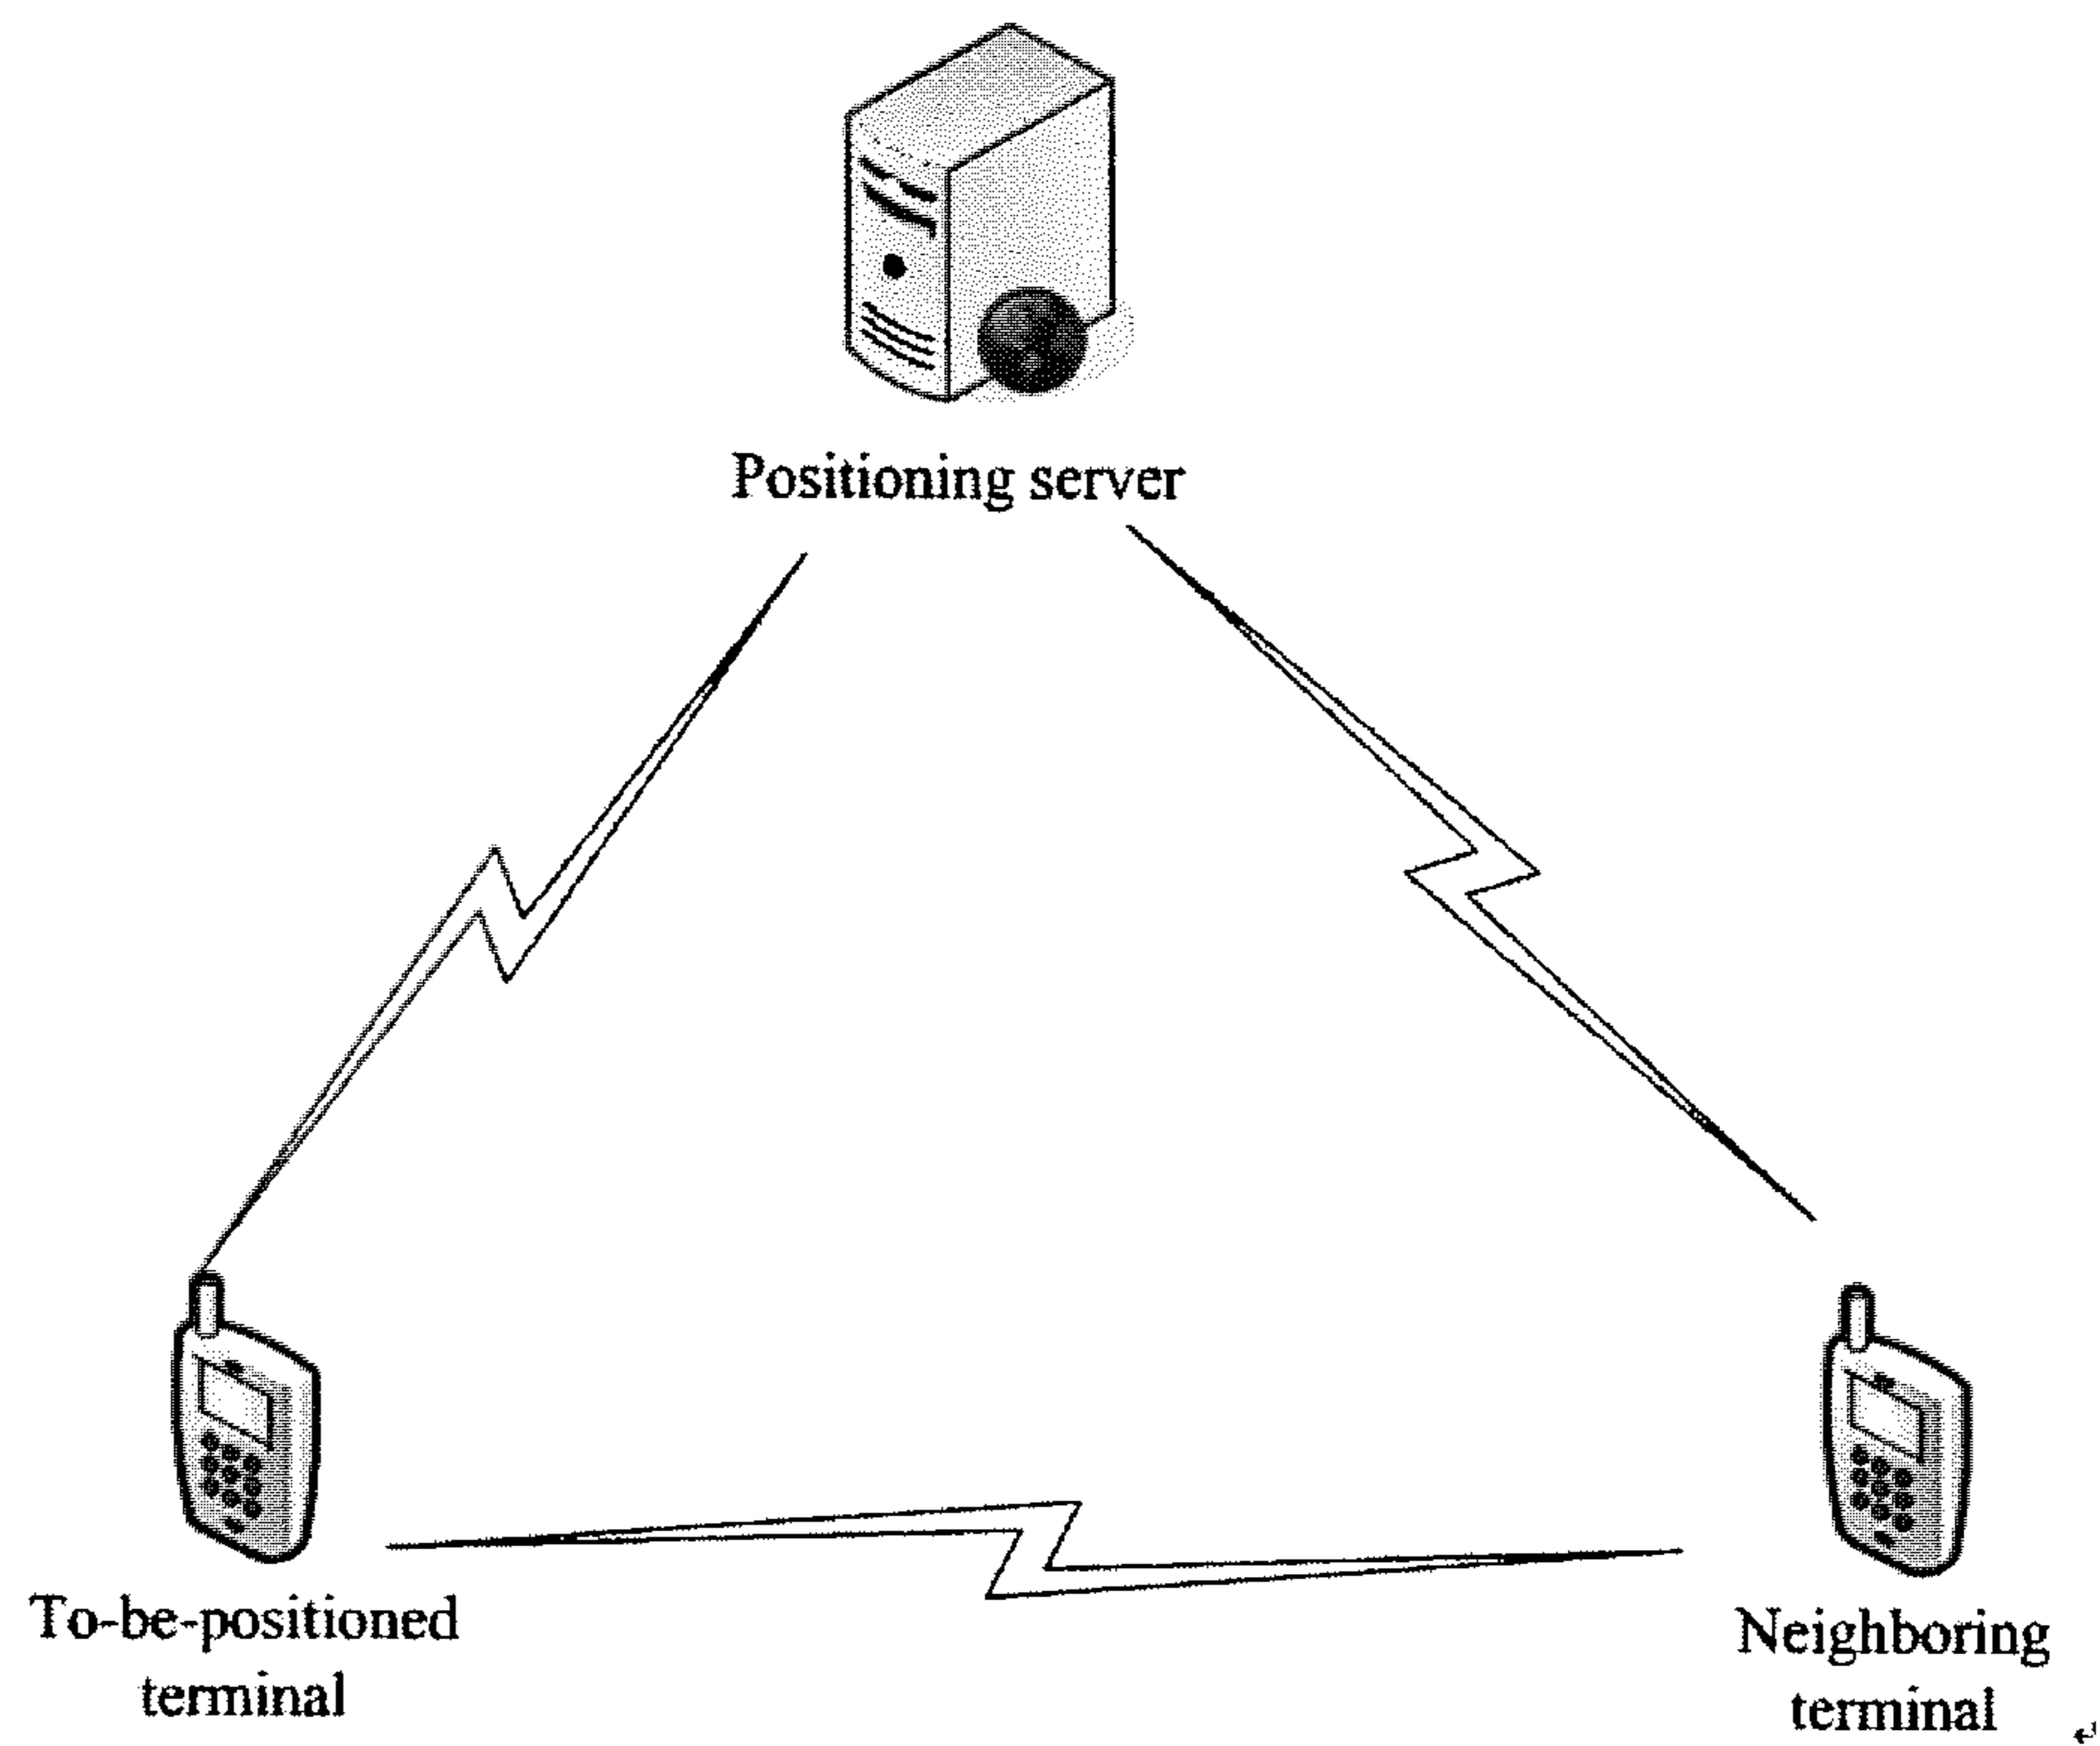 Positioning server
To-be-positioned
terminal
Neighboring
terminal